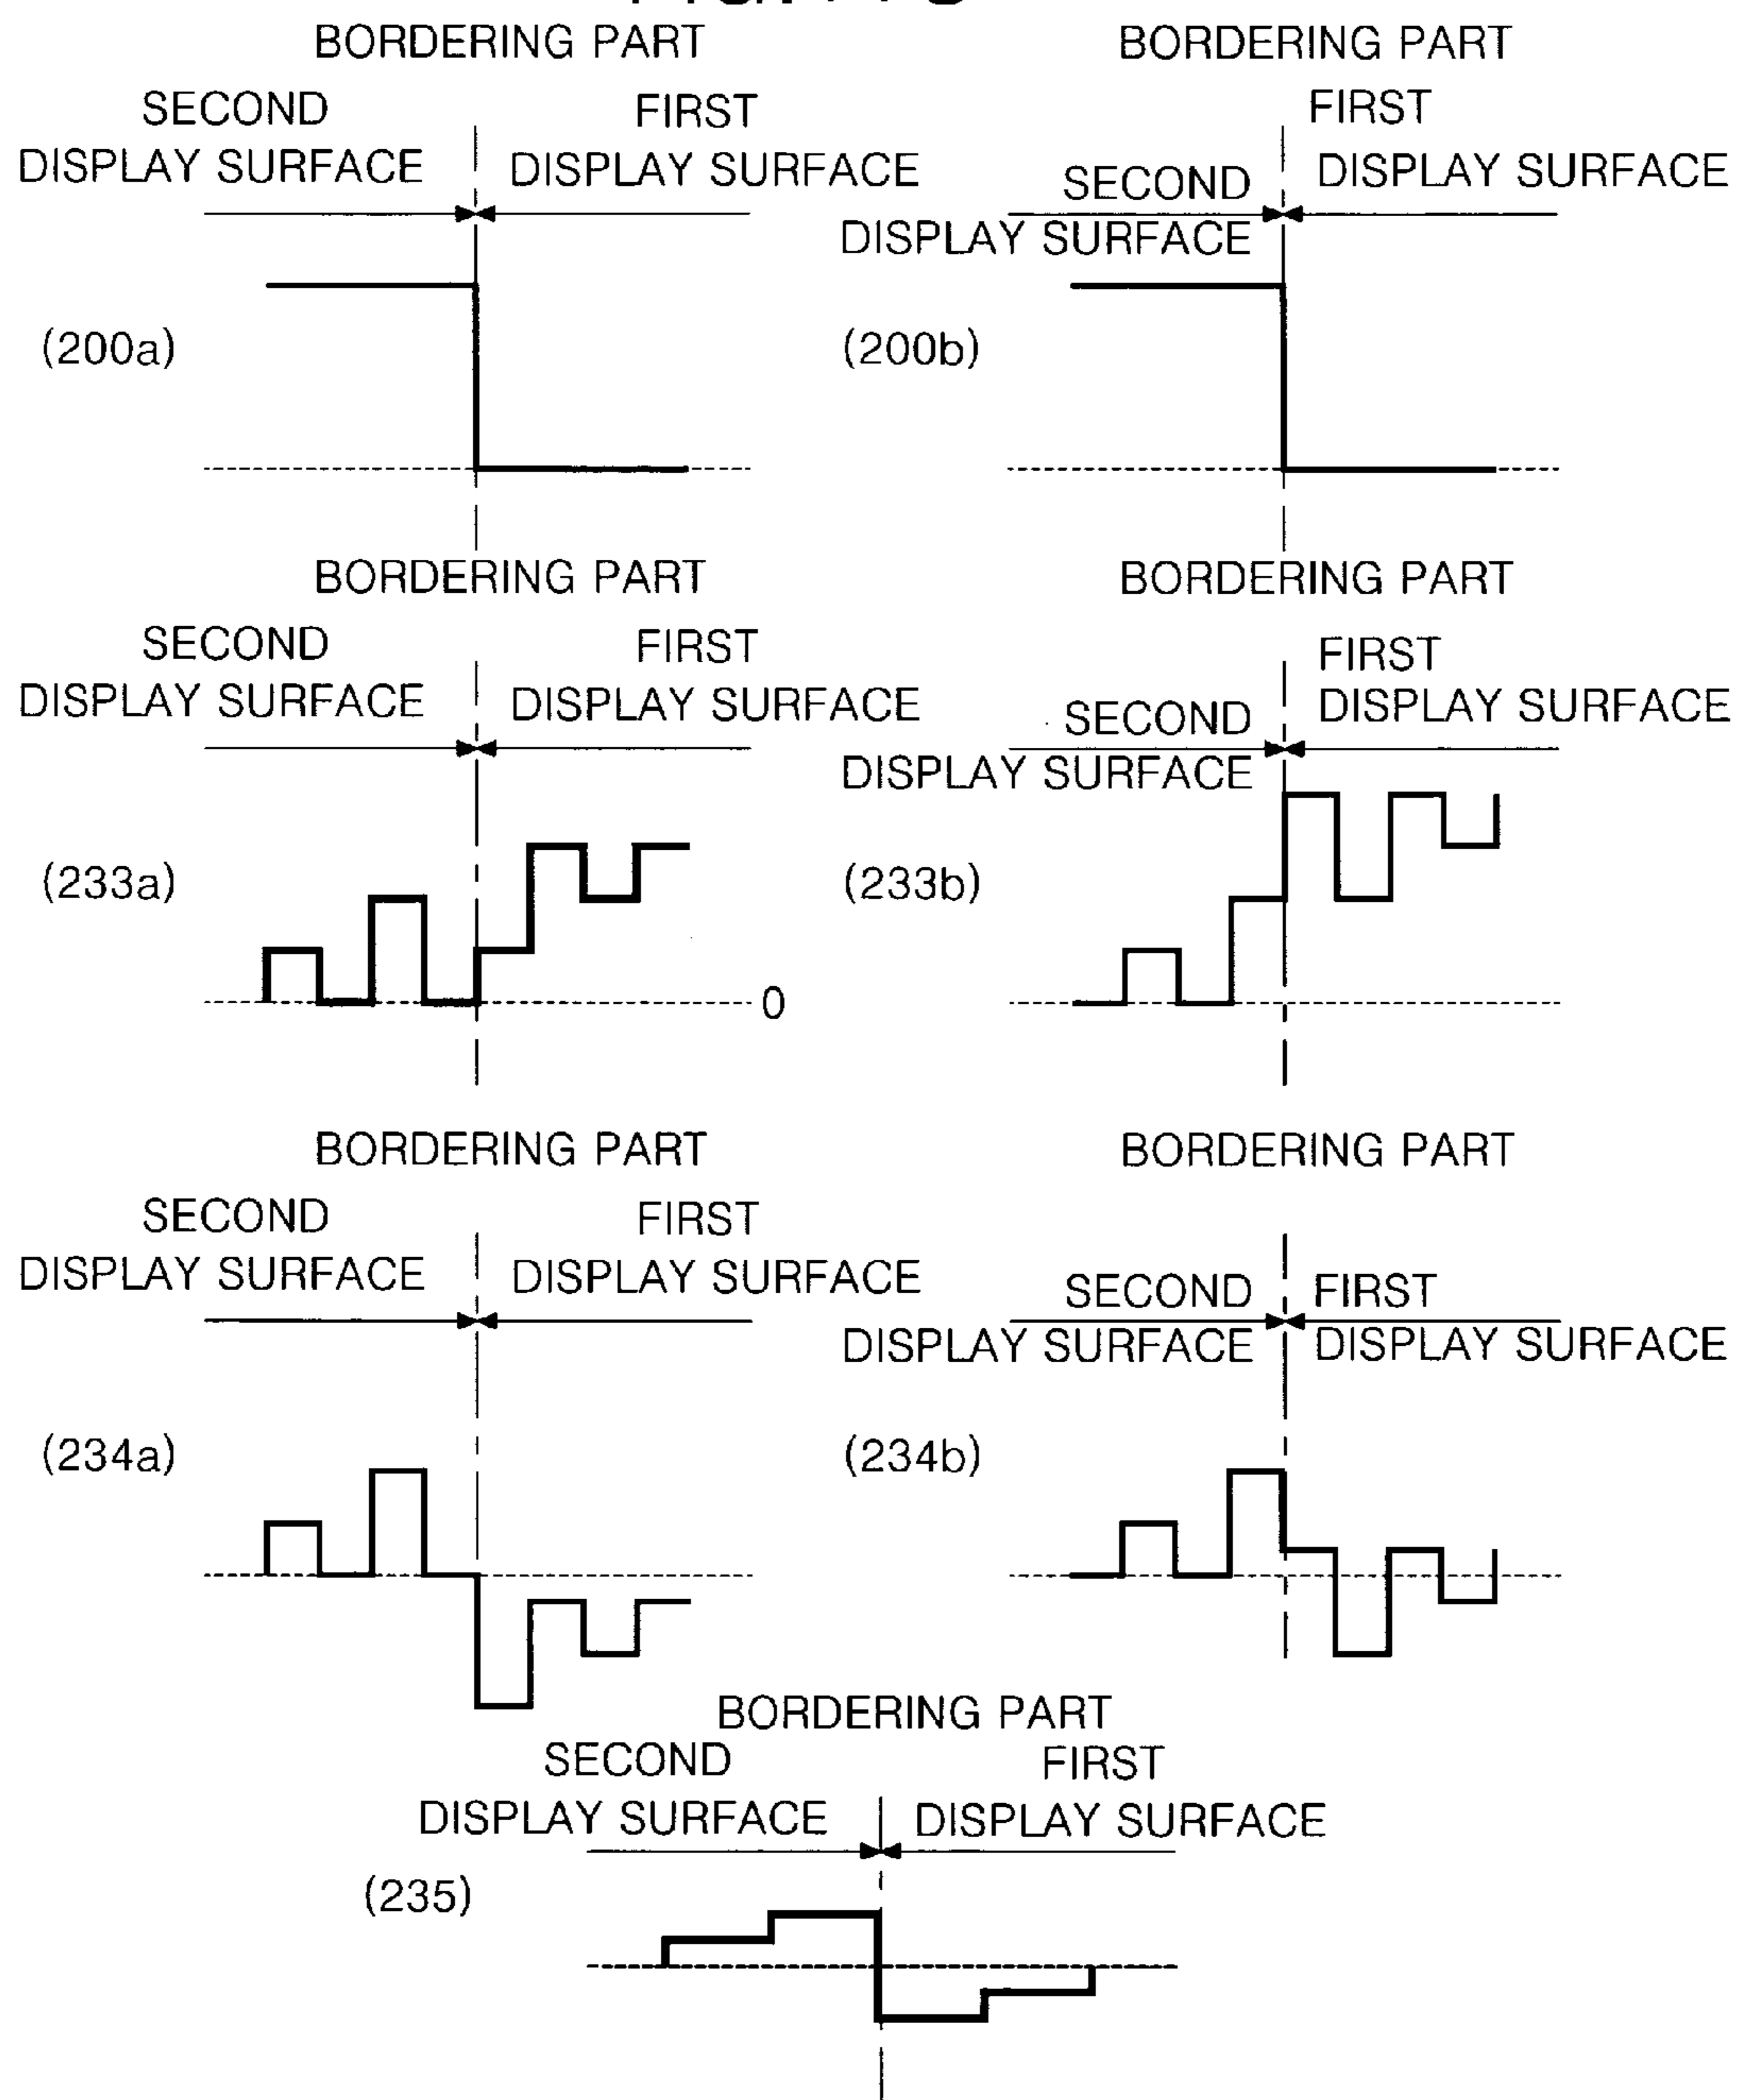 BORDERING PART
SECOND
DISPLAY SURFACE
FIRST
DISPLAY SURFACE
(200a)
BORDERING PART
FIRST
DISPLAY SURFACE
SECOND
DISPLAY SURFACE
(200b)
BORDERING PART
SECOND
DISPLAY SURFACE
FIRST
DISPLAY SURFACE
(233a)
0
BORDERING PART
FIRST
DISPLAY SURFACE
SECOND
DISPLAY SURFACE
(233b)
BORDERING PART
SECOND
DISPLAY SURFACE
FIRST
DISPLAY SURFACE
(234a)
BORDERING PART
SECOND
DISPLAY SURFACE
FIRST
DISPLAY SURFACE
(234b)
BORDERING PART
SECOND
DISPLAY SURFACE
FIRST
DISPLAY SURFACE
(235)